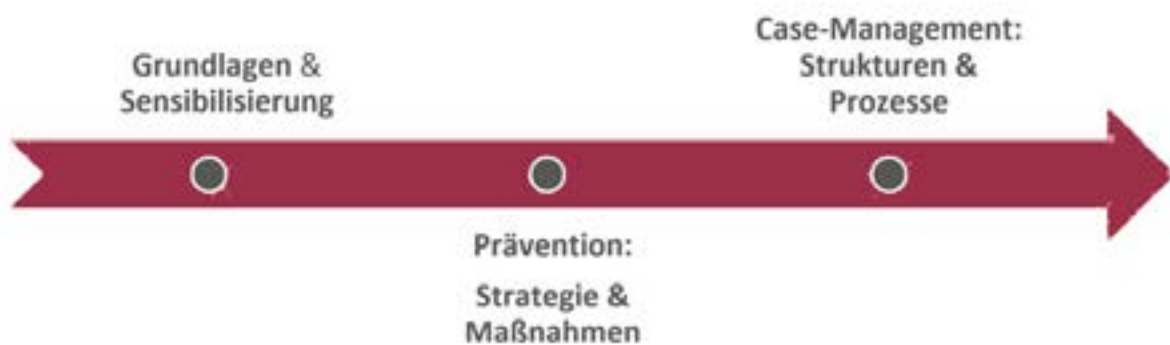 Grundlagen &
Sensibilisierung
Prävention:
Strategie &
Maßnahmen
Case-Management:
Strukturen &
Prozesse